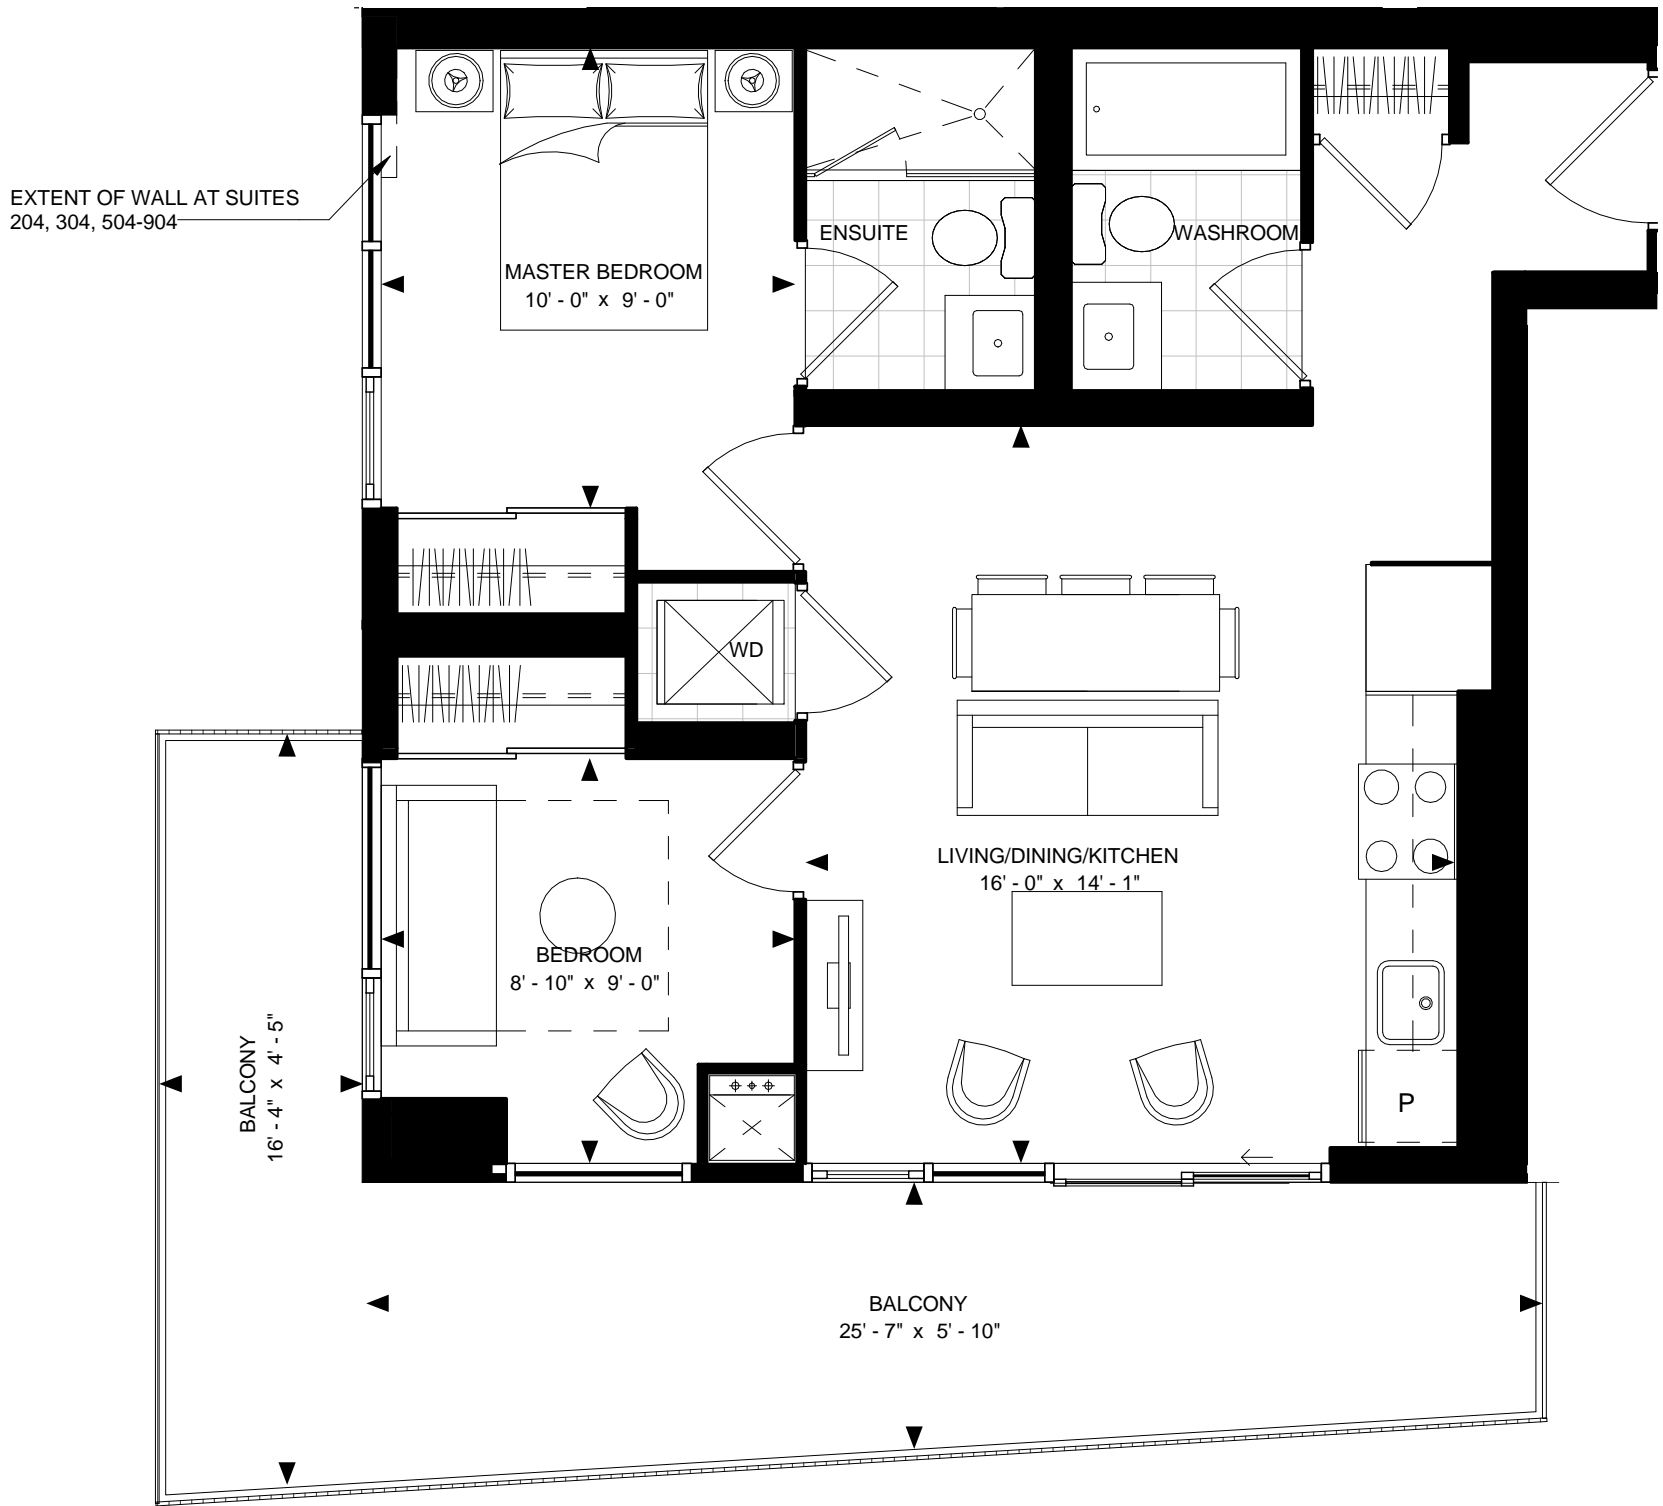 EXTENT OF WALL AT SUITES
204, 304, 504-904
MASTER BEDROOM
10' - 0" x 9' - 0"
ENSUITE
WASHROOM
WD
LIVING/DINING/KITCHEN
16' - 0" x 14' - 1"
BEDROOM
8' - 10" x 9' - 0"
BALCONY
16' - 4" x 4' - 5"
P
BALCONY
25' - 7" x 5' - 10"